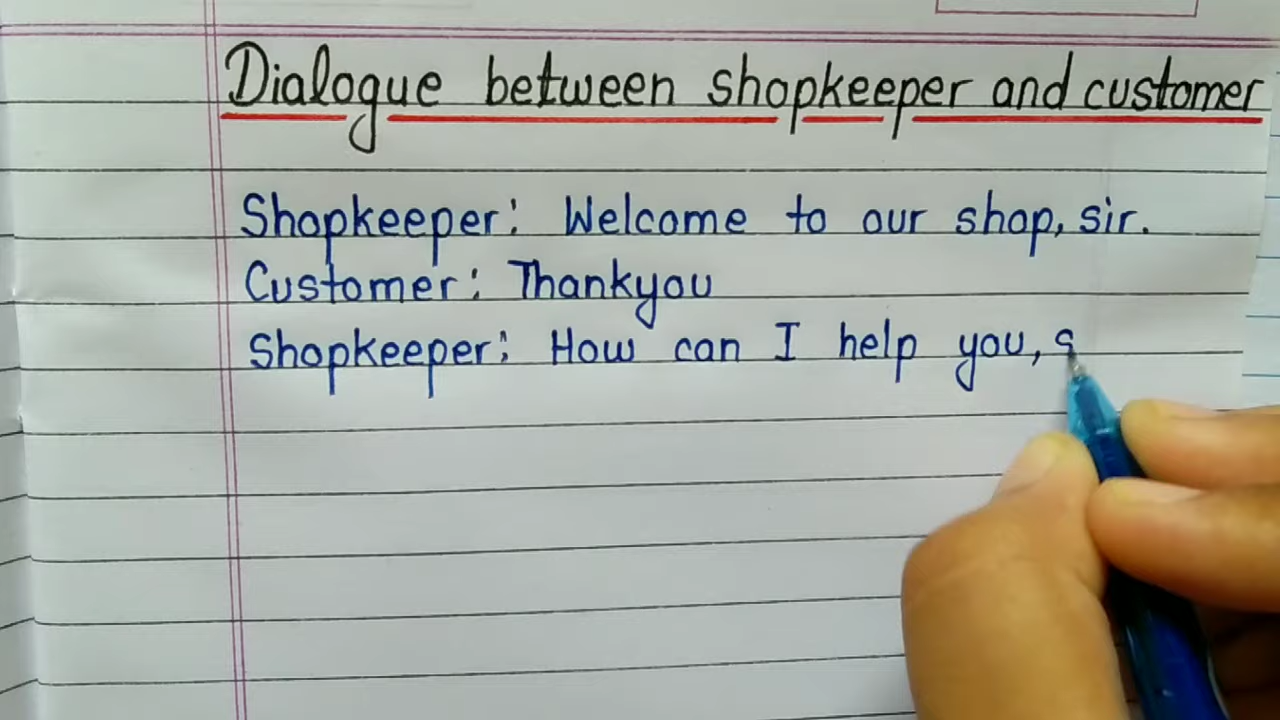 Dialogue between shopkeeper and customer
Shopkeeper: Welcome to our shop, sir.
Customer: Thankyou
Shopkeeper: How can I help you, s